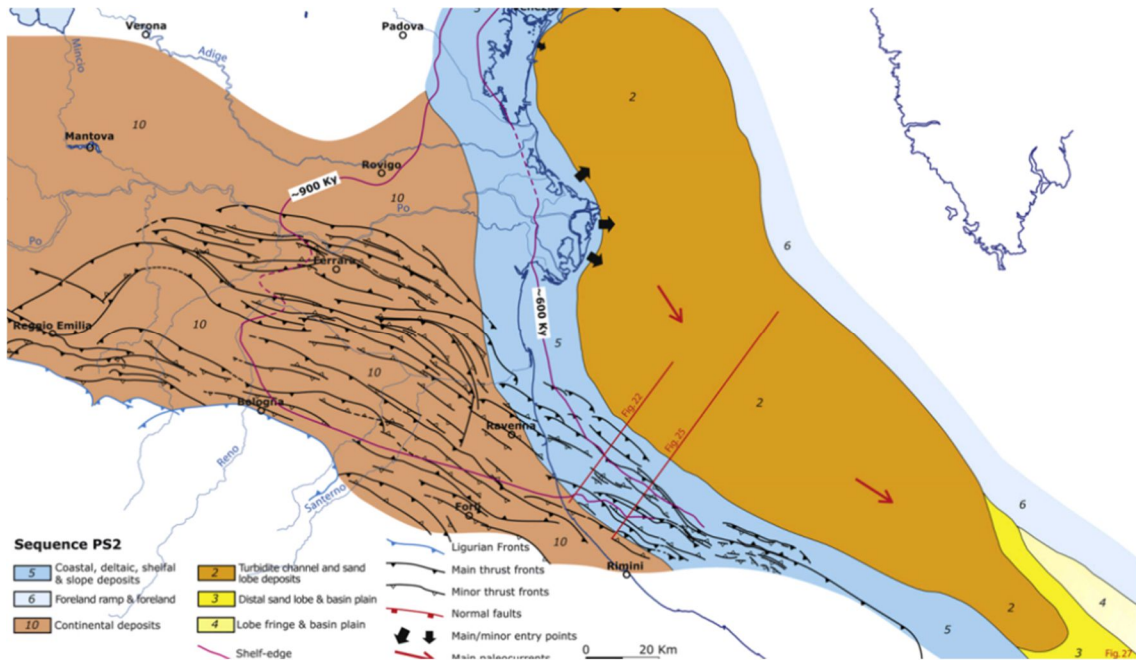 Verona
Padova
5
Venezia
Mincio
Adige
2
10
Mantova
Rovigo
~900 Ky
10
Po
6
Po
Ferrara
Reggio Emilia
10
~600 Ky
5
10
Fig.22
2
Bologna
Ravenna
Fig.25
Reno
Santerno
Forlì
6
10
Rimini
2
4
5
3
Fig.27
Sequence PS2
5 Coastal, deltaic, shelfal
& slope deposits
6 Foreland ramp & foreland
10 Continental deposits
2 Turbidite channel and sand
lobe deposits
3 Distal sand lobe & basin plain
4 Lobe fringe & basin plain
Shelf-edge
Ligurian Fronts
Main thrust fronts
Minor thrust fronts
Normal faults
Main/minor entry points
Main paleocurrents
0 20 Km